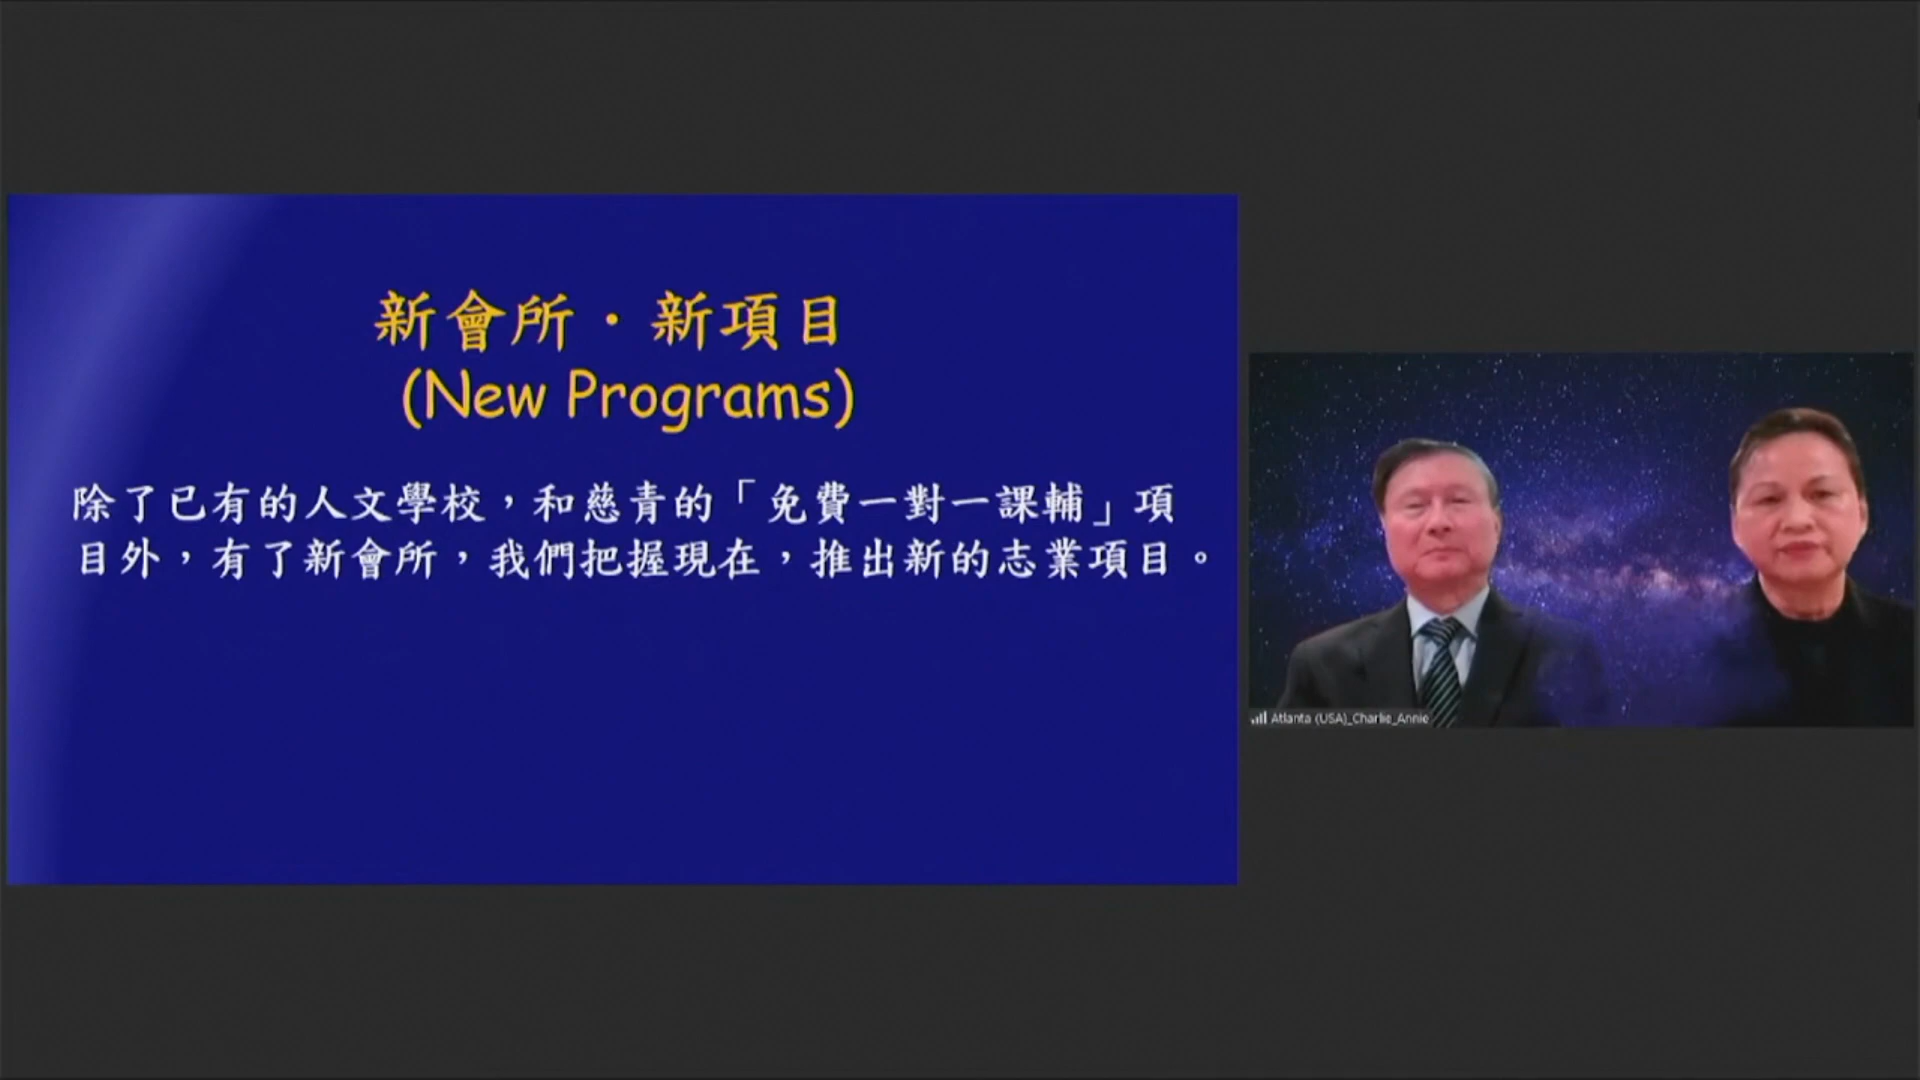 新會所・新項目
(New Programs)
除了已有的人文學校，和慈青的「免費一對一課輔」項
目外，有了新會所，我們把握現在，推出新的志業項目。
Atlanta (USA)_Charlie_Annie